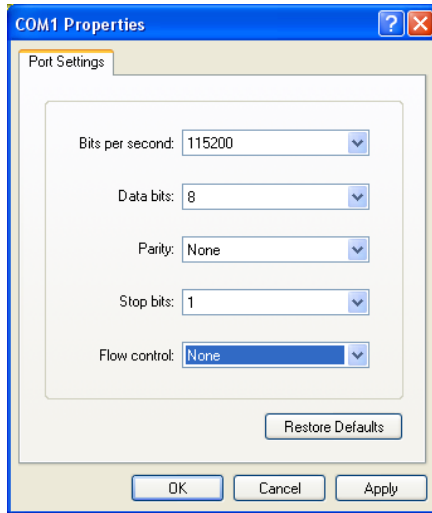 COM1 Properties
Port Settings
Bits per second: 115200
Data bits: 8
Parity: None
Stop bits: 1
Flow control: None
Restore Defaults
OK Cancel Apply